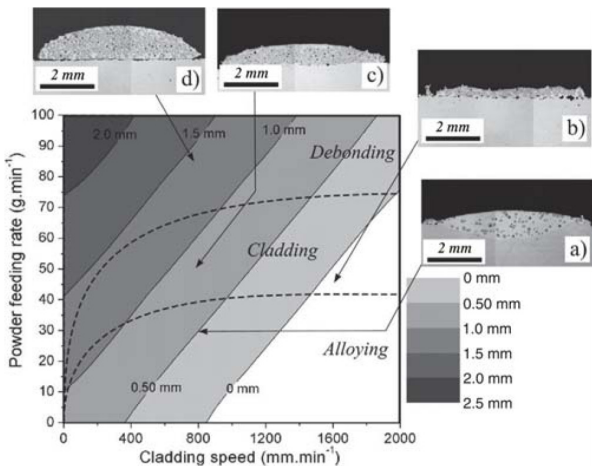 2 mm
d)
2 mm
c)
2 mm
b)
2 mm
a)
Powder feeding rate (g.min⁻¹)
100
90
80
70
60
50
40
30
20
10
0
2.0 mm
1.5 mm
1.0 mm
Debonding
Cladding
Alloying
0.50 mm
0 mm
0
400
800
1200
1600
2000
Cladding speed (mm.min⁻¹)
0 mm
0.50 mm
1.0 mm
1.5 mm
2.0 mm
2.5 mm